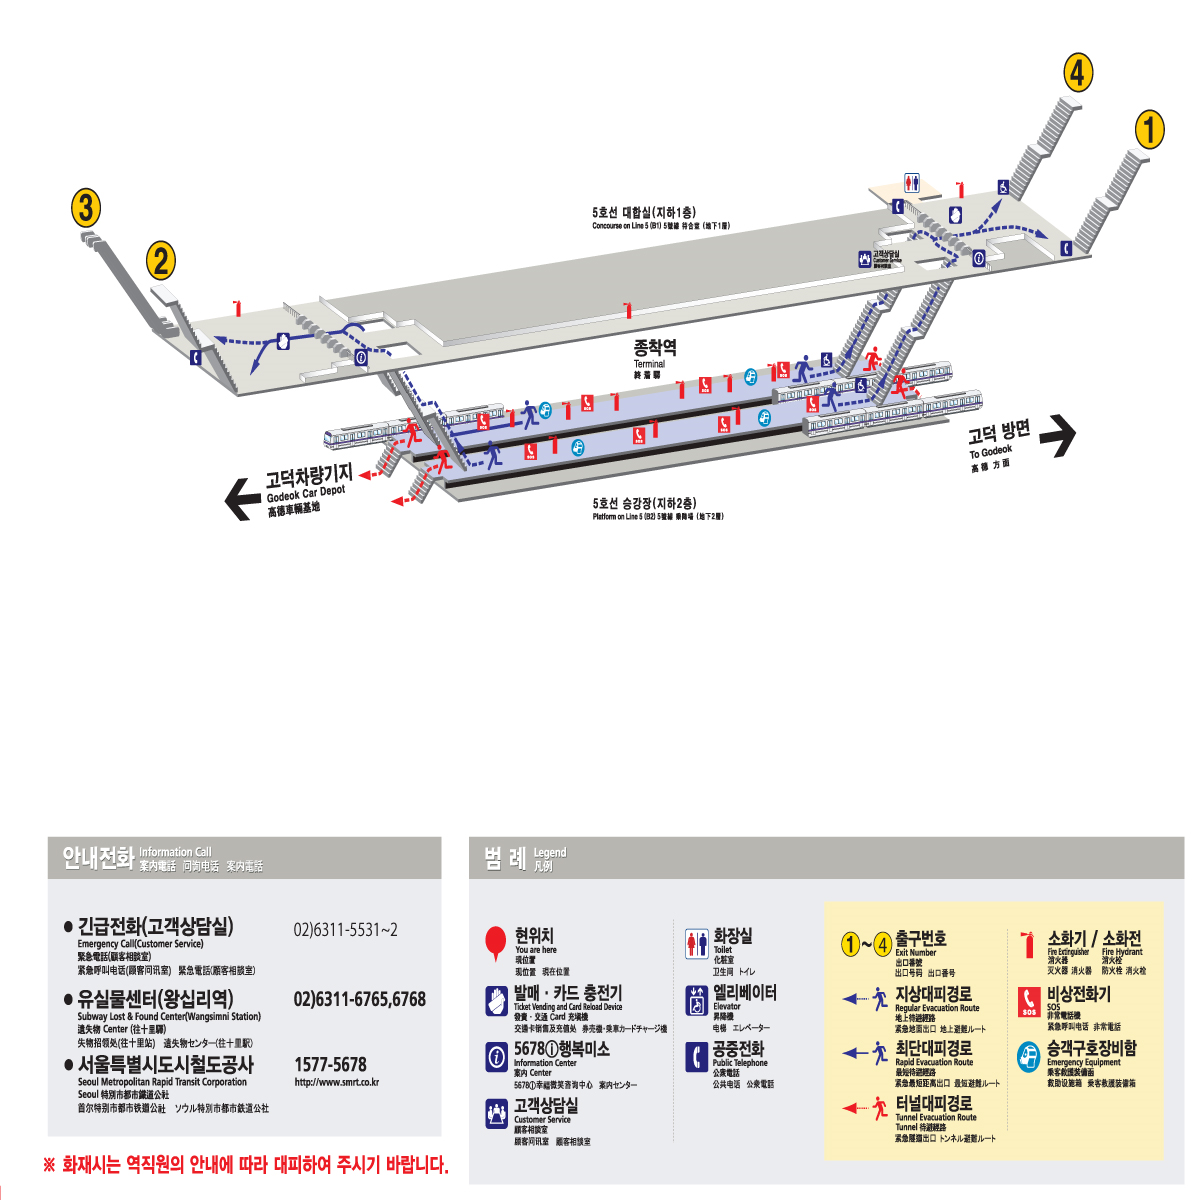 4
1
3
2
5호선 대합실(지하1층)
Concourse on Line 5 (B1) 5號線 待合室 (地下1層)
고객상담실
Customer Service
顧客相談室
종착역
Terminal
終着驛
SOS
SOS
SOS
SOS
SOS
SOS
SOS
SOS
고덕 방면
To Godeok
高德 方面
고덕차량기지
Godeok Car Depot
高德車輛基地
5호선 승강장(지하2층)
Platform on Line 5 (B2) 5號線 乘降場 (地下2層)
안내전화 Information Call
案内電話 问询电话 案内電話
● 긴급전화(고객상담실) 02)6311-5531~2
Emergency Call(Customer Service)
緊急電話(顧客相談室)
紧急呼叫电话(顾客问讯室) 緊急電話(顧客相談室)
● 유실물센터(왕십리역) 02)6311-6765,6768
Subway Lost & Found Center(Wangsimni Station)
遺失物 Center (往十里驛)
失物招领处(往十里站) 遺失物センター(往十里駅)
● 서울특별시도시철도공사 1577-5678
Seoul Metropolitan Rapid Transit Corporation http://www.smrt.co.kr
Seoul 特別市都市鐵道公社
首尔特别市都市铁道公社 ソウル特別市都市鉄道公社
※ 화재시는 역직원의 안내에 따라 대피하여 주시기 바랍니다.
범 례 Legend
凡例
현위치
You are here
現位置
现位置 現在位置
발매 · 카드 충전기
Ticket Vending and Card Reload Device
發賣 · 交通 Card 充塡機
交通卡销售及充值处 券売機·乗車カードチャージ機
5678ⓘ행복미소
Information Center
案內 Center
5678ⓘ幸福微笑咨询中心 案内センター
고객상담실
Customer Service
顧客相談室
顾客问讯室 顧客相談室
화장실
Toilet
化粧室
卫生间 トイレ
엘리베이터
Elevator
昇降機
电梯 エレベーター
공중전화
Public Telephone
公衆電話
公共电话 公衆電話
1~4 출구번호
Exit Number
出口番號
出口号码 出口番号
지상대피경로
Regular Evacuation Route
地上待避經路
紧急地面出口 地上避難ルート
최단대피경로
Rapid Evacuation Route
最短待避經路
紧急最短距离出口 最短避難ルート
터널대피경로
Tunnel Evacuation Route
Tunnel 待避經路
紧急隧道出口 トンネル避難ルート
소화기 / 소화전
Fire Extinguisher Fire Hydrant
消火器 消火栓
灭火器 消火器 防火栓 消火栓
SOS
비상전화기
SOS
非常電話機
紧急呼叫电话 非常電話
승객구호장비함
Emergency Equipment
乘客救護裝備函
救助设施箱 乗客救護装備箱